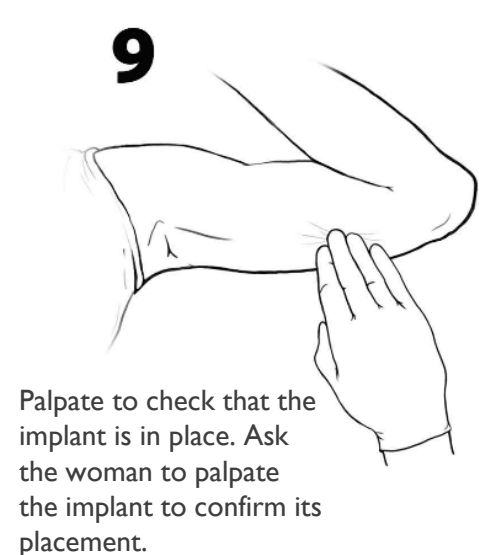 9
Palpate to check that the
implant is in place. Ask
the woman to palpate
the implant to confirm its
placement.